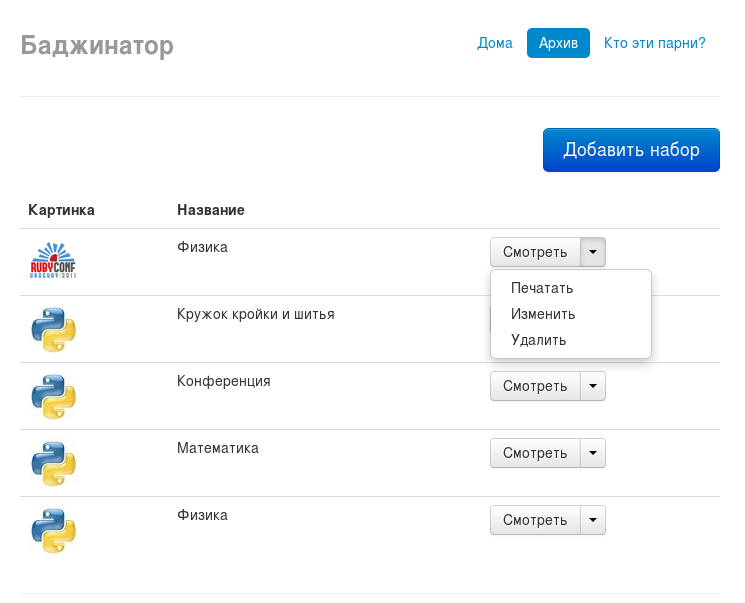 Баджинатор
Дома Архив Кто эти парни?
Добавить набор
Картинка Название
RUBYCONF
URUGUAY·2011
Физика Смотреть
Печатать
Изменить
Удалить
Кружок кройки и шитья
Конференция Смотреть
Математика Смотреть
Физика Смотреть